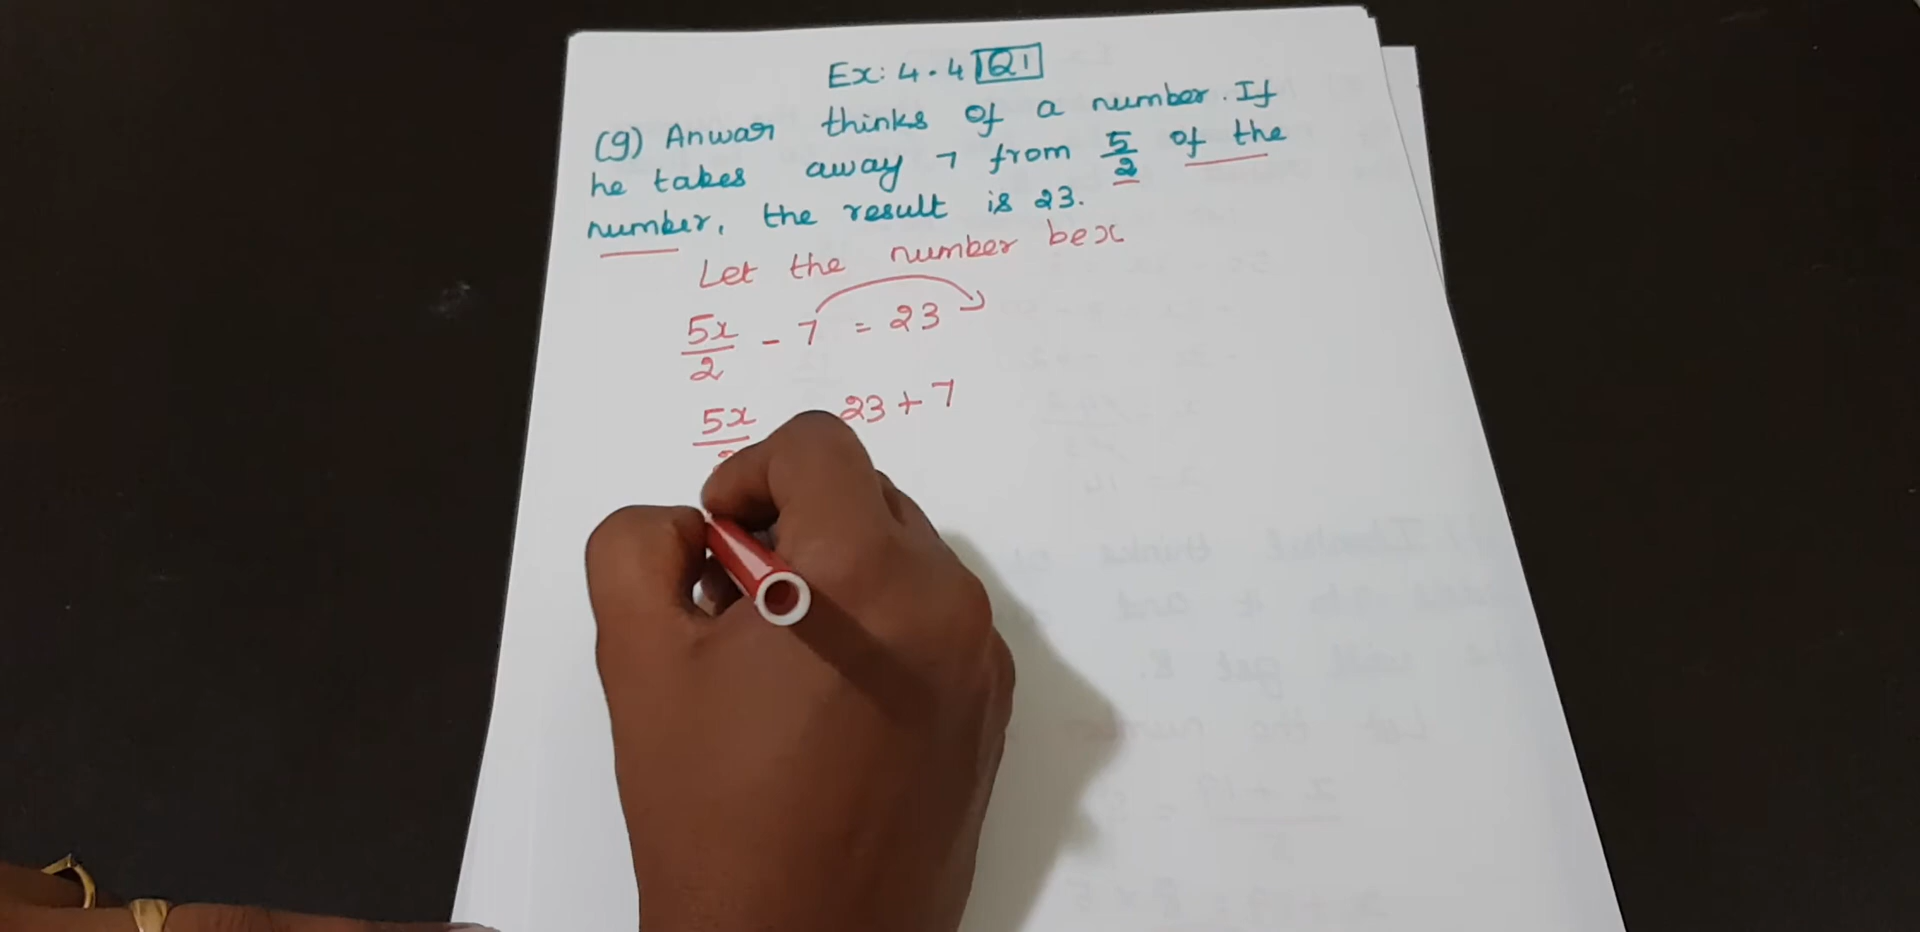 Ex: 4.4 Q1
(g) Anwar thinks of a number. If
he takes away 7 from 5/2 of the
number, the result is 23.
Let the number be x
5x/2 - 7 = 23
5x/2 23 + 7